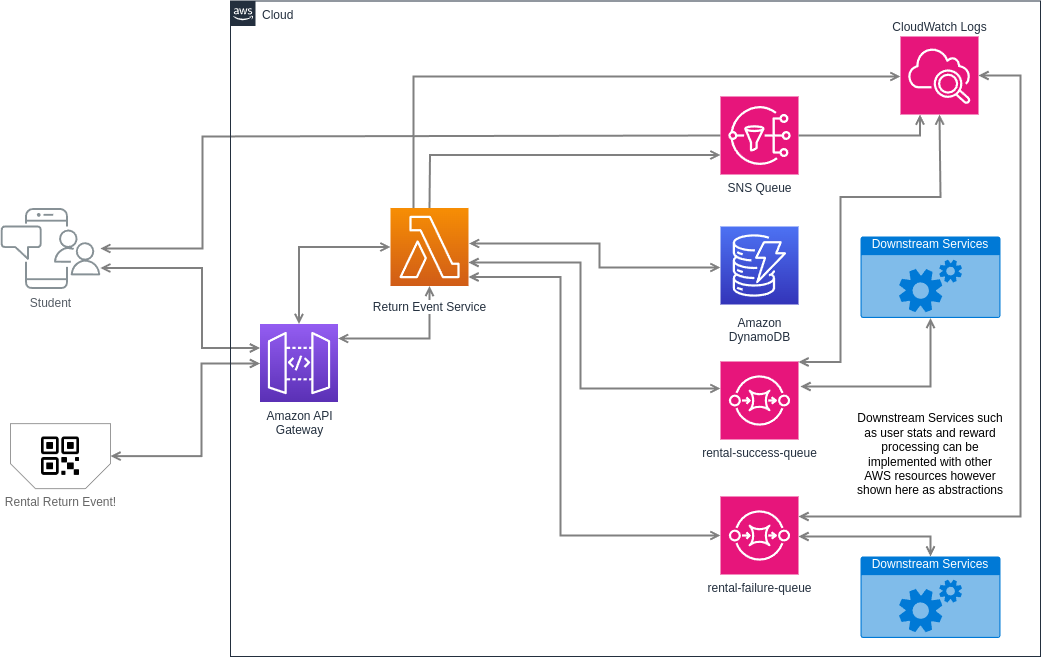 aws
Cloud
CloudWatch Logs
SNS Queue
Downstream Services
Student
Return Event Service
Amazon
DynamoDB
Amazon API
Gateway
Downstream Services such
as user stats and reward
processing can be
implemented with other
AWS resources however
shown here as abstractions
rental-success-queue
Rental Return Event!
Downstream Services
rental-failure-queue